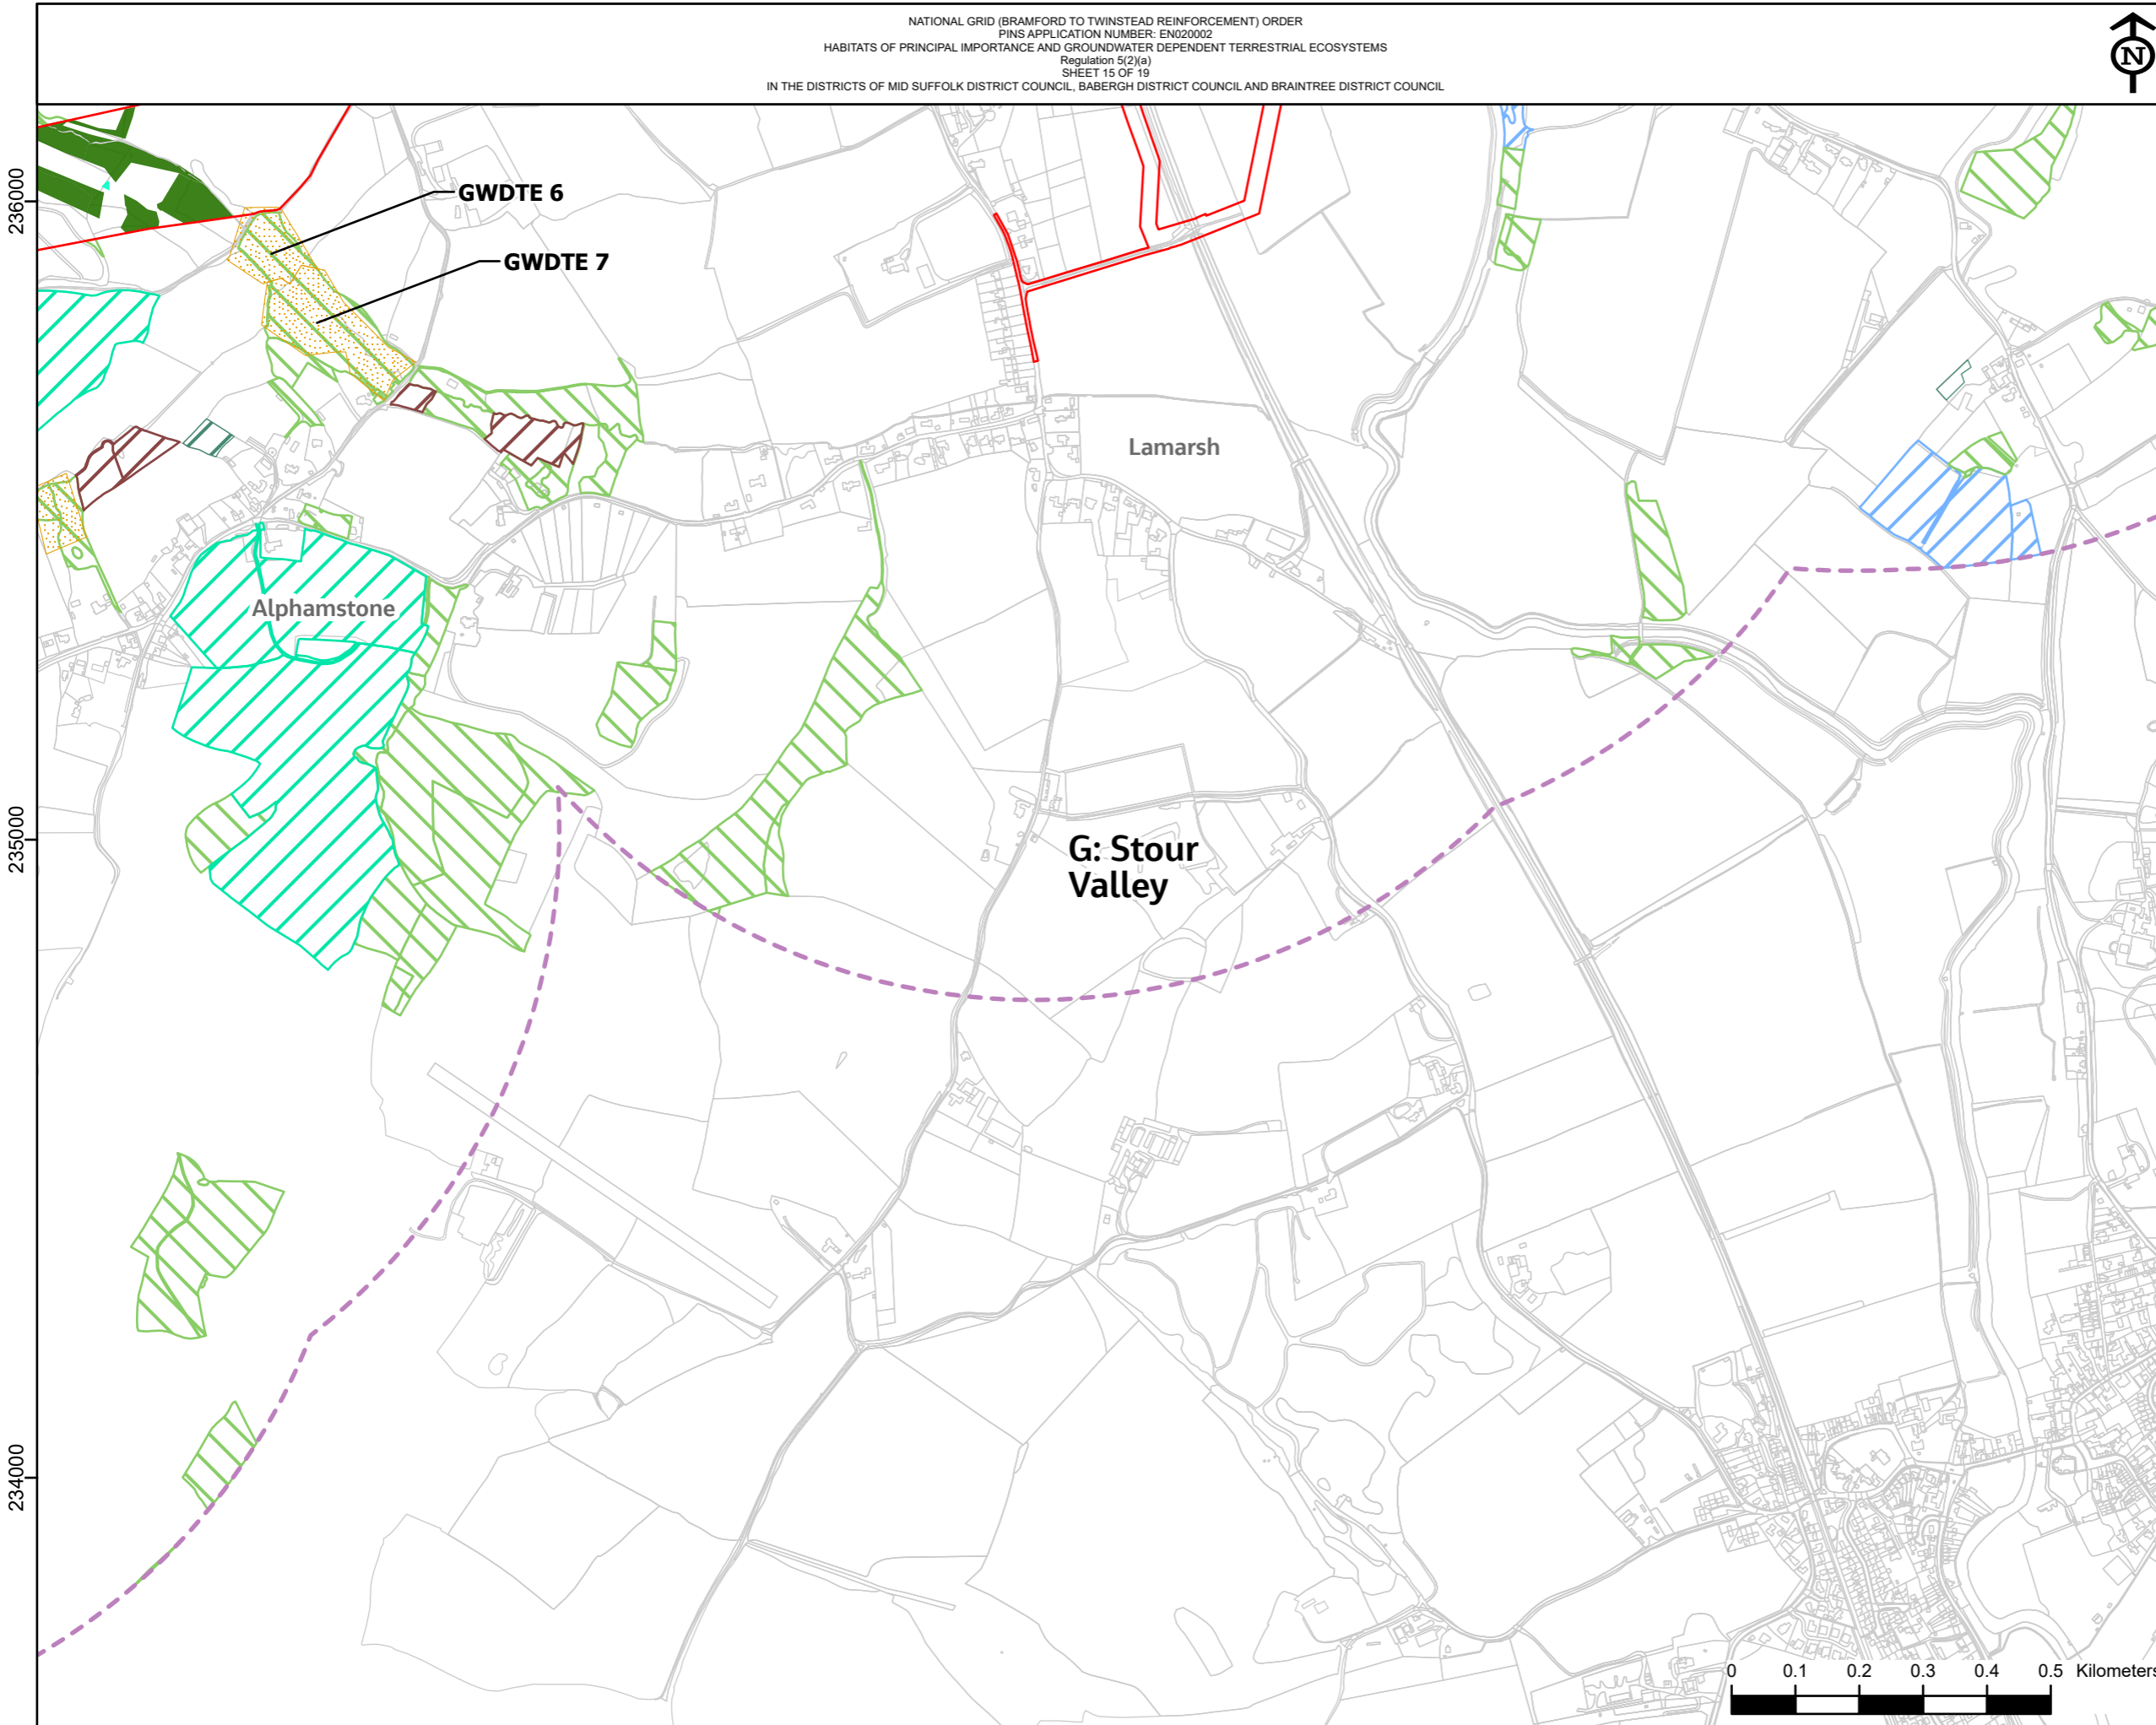 NATIONAL GRID (BRAMFORD TO TWINSTEAD REINFORCEMENT) ORDER
PINS APPLICATION NUMBER: EN020002
HABITATS OF PRINCIPAL IMPORTANCE AND GROUNDWATER DEPENDENT TERRESTRIAL ECOSYSTEMS
Regulation 5(2)(a)
SHEET 15 OF 19
IN THE DISTRICTS OF MID SUFFOLK DISTRICT COUNCIL, BABERGH DISTRICT COUNCIL AND BRAINTREE DISTRICT COUNCIL
N
236000
GWDTE 6
GWDTE 7
Lamarsh
Alphamstone
235000
G: Stour
Valley
234000
0 0.1 0.2 0.3 0.4 0.5 Kilometers